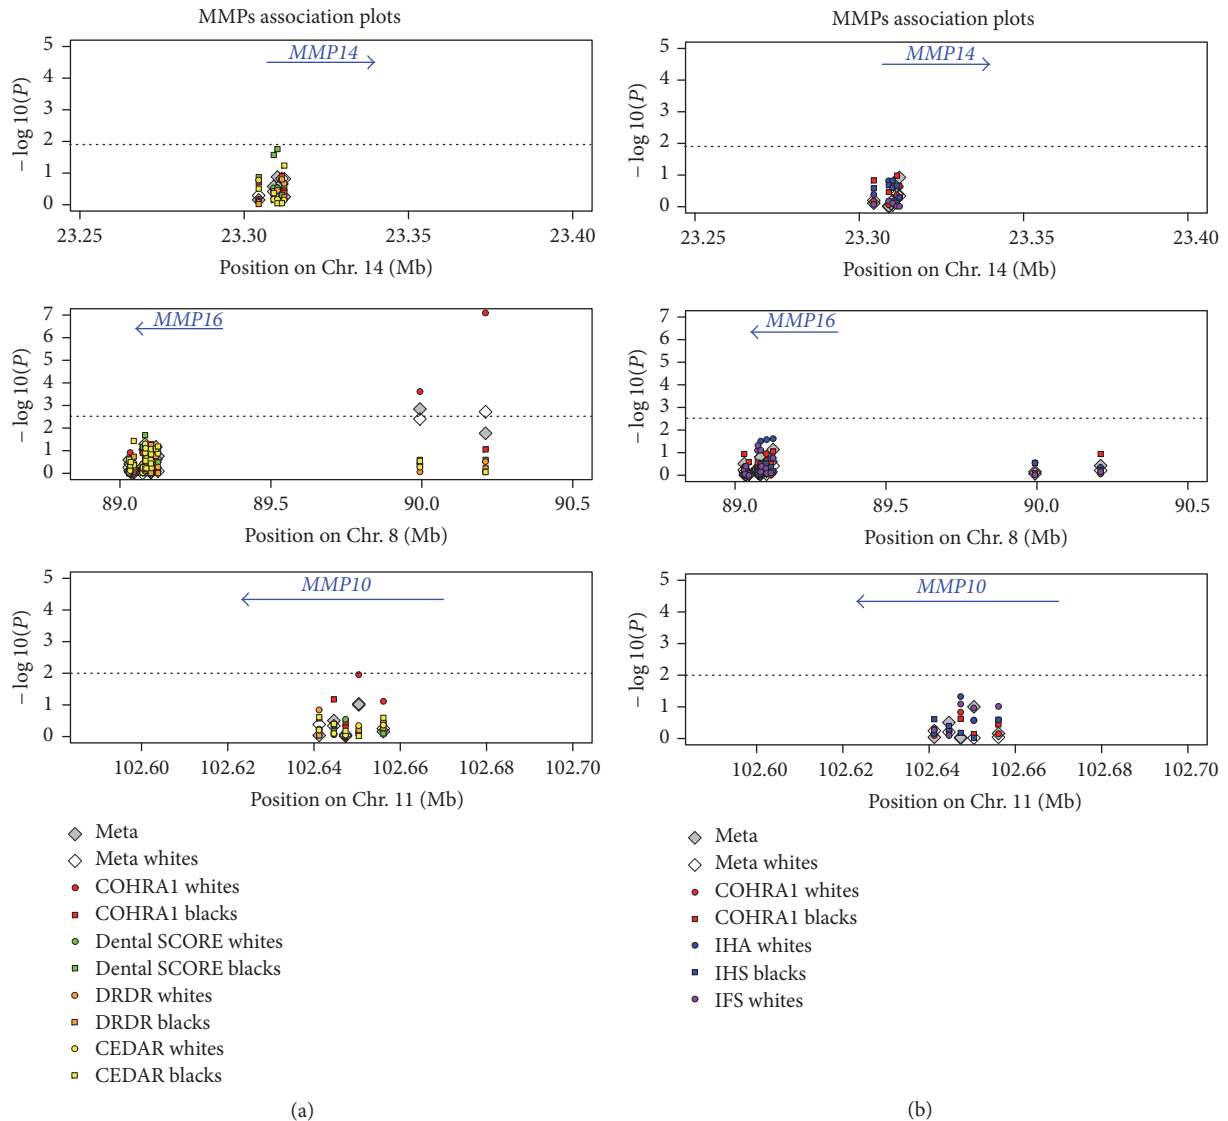 MMPs association plots
5
4
3
2
1
0
− log 10(P)
MMP14
23.25 23.30 23.35 23.40
Position on Chr. 14 (Mb)
7
6
5
4
3
2
1
0
− log 10(P)
MMP16
89.0 89.5 90.0 90.5
Position on Chr. 8 (Mb)
5
4
3
2
1
0
− log 10(P)
MMP10
102.60 102.62 102.64 102.66 102.68 102.70
Position on Chr. 11 (Mb)
Meta
Meta whites
COHRA1 whites
COHRA1 blacks
Dental SCORE whites
Dental SCORE blacks
DRDR whites
DRDR blacks
CEDAR whites
CEDAR blacks
(a)
MMPs association plots
5
4
3
2
1
0
− log 10(P)
MMP14
23.25 23.30 23.35 23.40
Position on Chr. 14 (Mb)
7
6
5
4
3
2
1
0
− log 10(P)
MMP16
89.0 89.5 90.0 90.5
Position on Chr. 8 (Mb)
5
4
3
2
1
0
− log 10(P)
MMP10
102.60 102.62 102.64 102.66 102.68 102.70
Position on Chr. 11 (Mb)
Meta
Meta whites
COHRA1 whites
COHRA1 blacks
IHA whites
IHS blacks
IFS whites
(b)